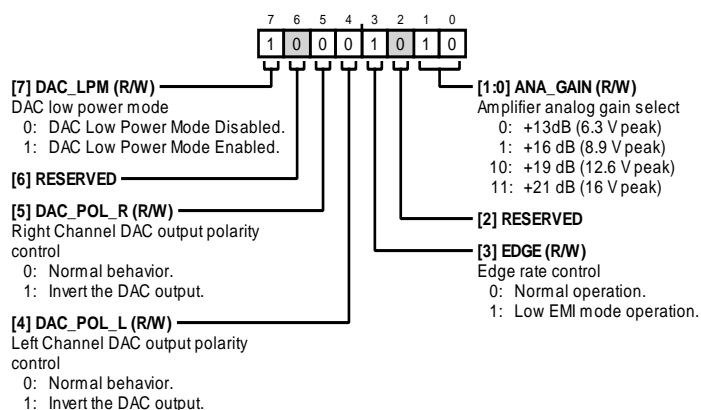 7 6 5 4 3 2 1 0
1 0 0 0 1 0 1 0
[7] DAC_LPM (R/W)
DAC low power mode
0: DAC Low Power Mode Disabled.
1: DAC Low Power Mode Enabled.
[6] RESERVED
[5] DAC_POL_R (R/W)
Right Channel DAC output polarity
control
0: Normal behavior.
1: Invert the DAC output.
[4] DAC_POL_L (R/W)
Left Channel DAC output polarity
control
0: Normal behavior.
1: Invert the DAC output.
[1:0] ANA_GAIN (R/W)
Amplifier analog gain select
0: +13dB (6.3 V peak)
1: +16 dB (8.9 V peak)
10: +19 dB (12.6 V peak)
11: +21 dB (16 V peak)
[2] RESERVED
[3] EDGE (R/W)
Edge rate control
0: Normal operation.
1: Low EMI mode operation.